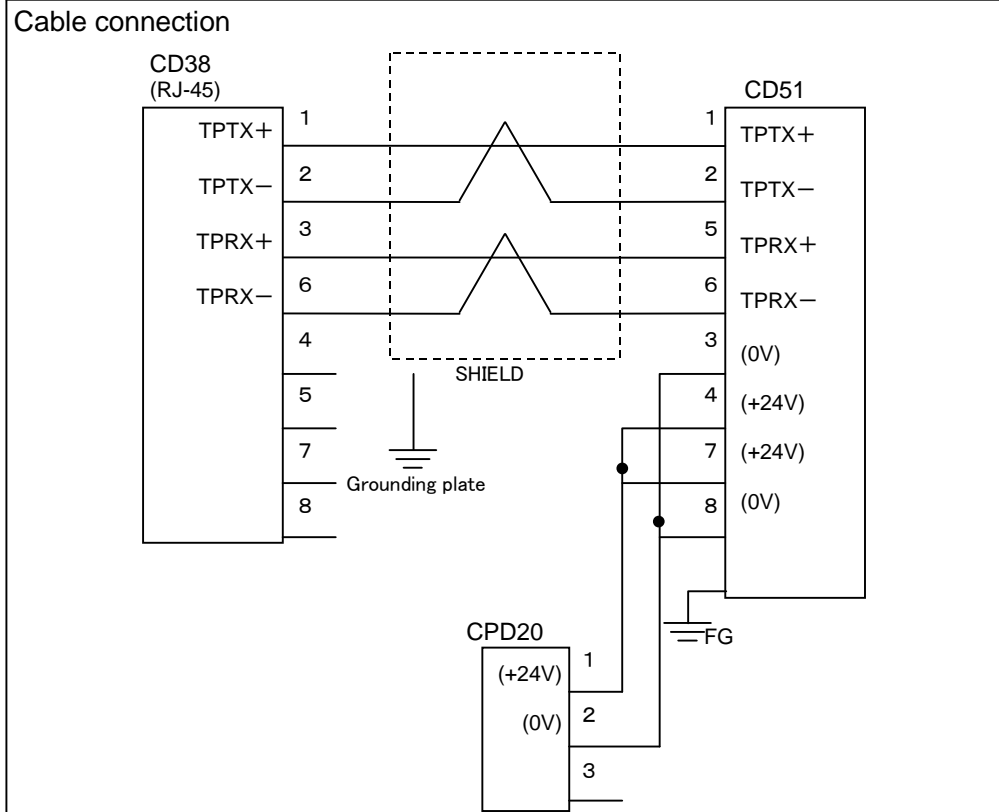 Cable connection
CD38
(RJ-45)
TPTX+
1
TPTX−
2
TPRX+
3
TPRX−
6
4
5
7
8
SHIELD
Grounding plate
CD51
1
TPTX+
2
TPTX−
5
TPRX+
6
TPRX−
3
(0V)
4
(+24V)
7
(+24V)
8
(0V)
FG
CPD20
(+24V)
1
(0V)
2
3